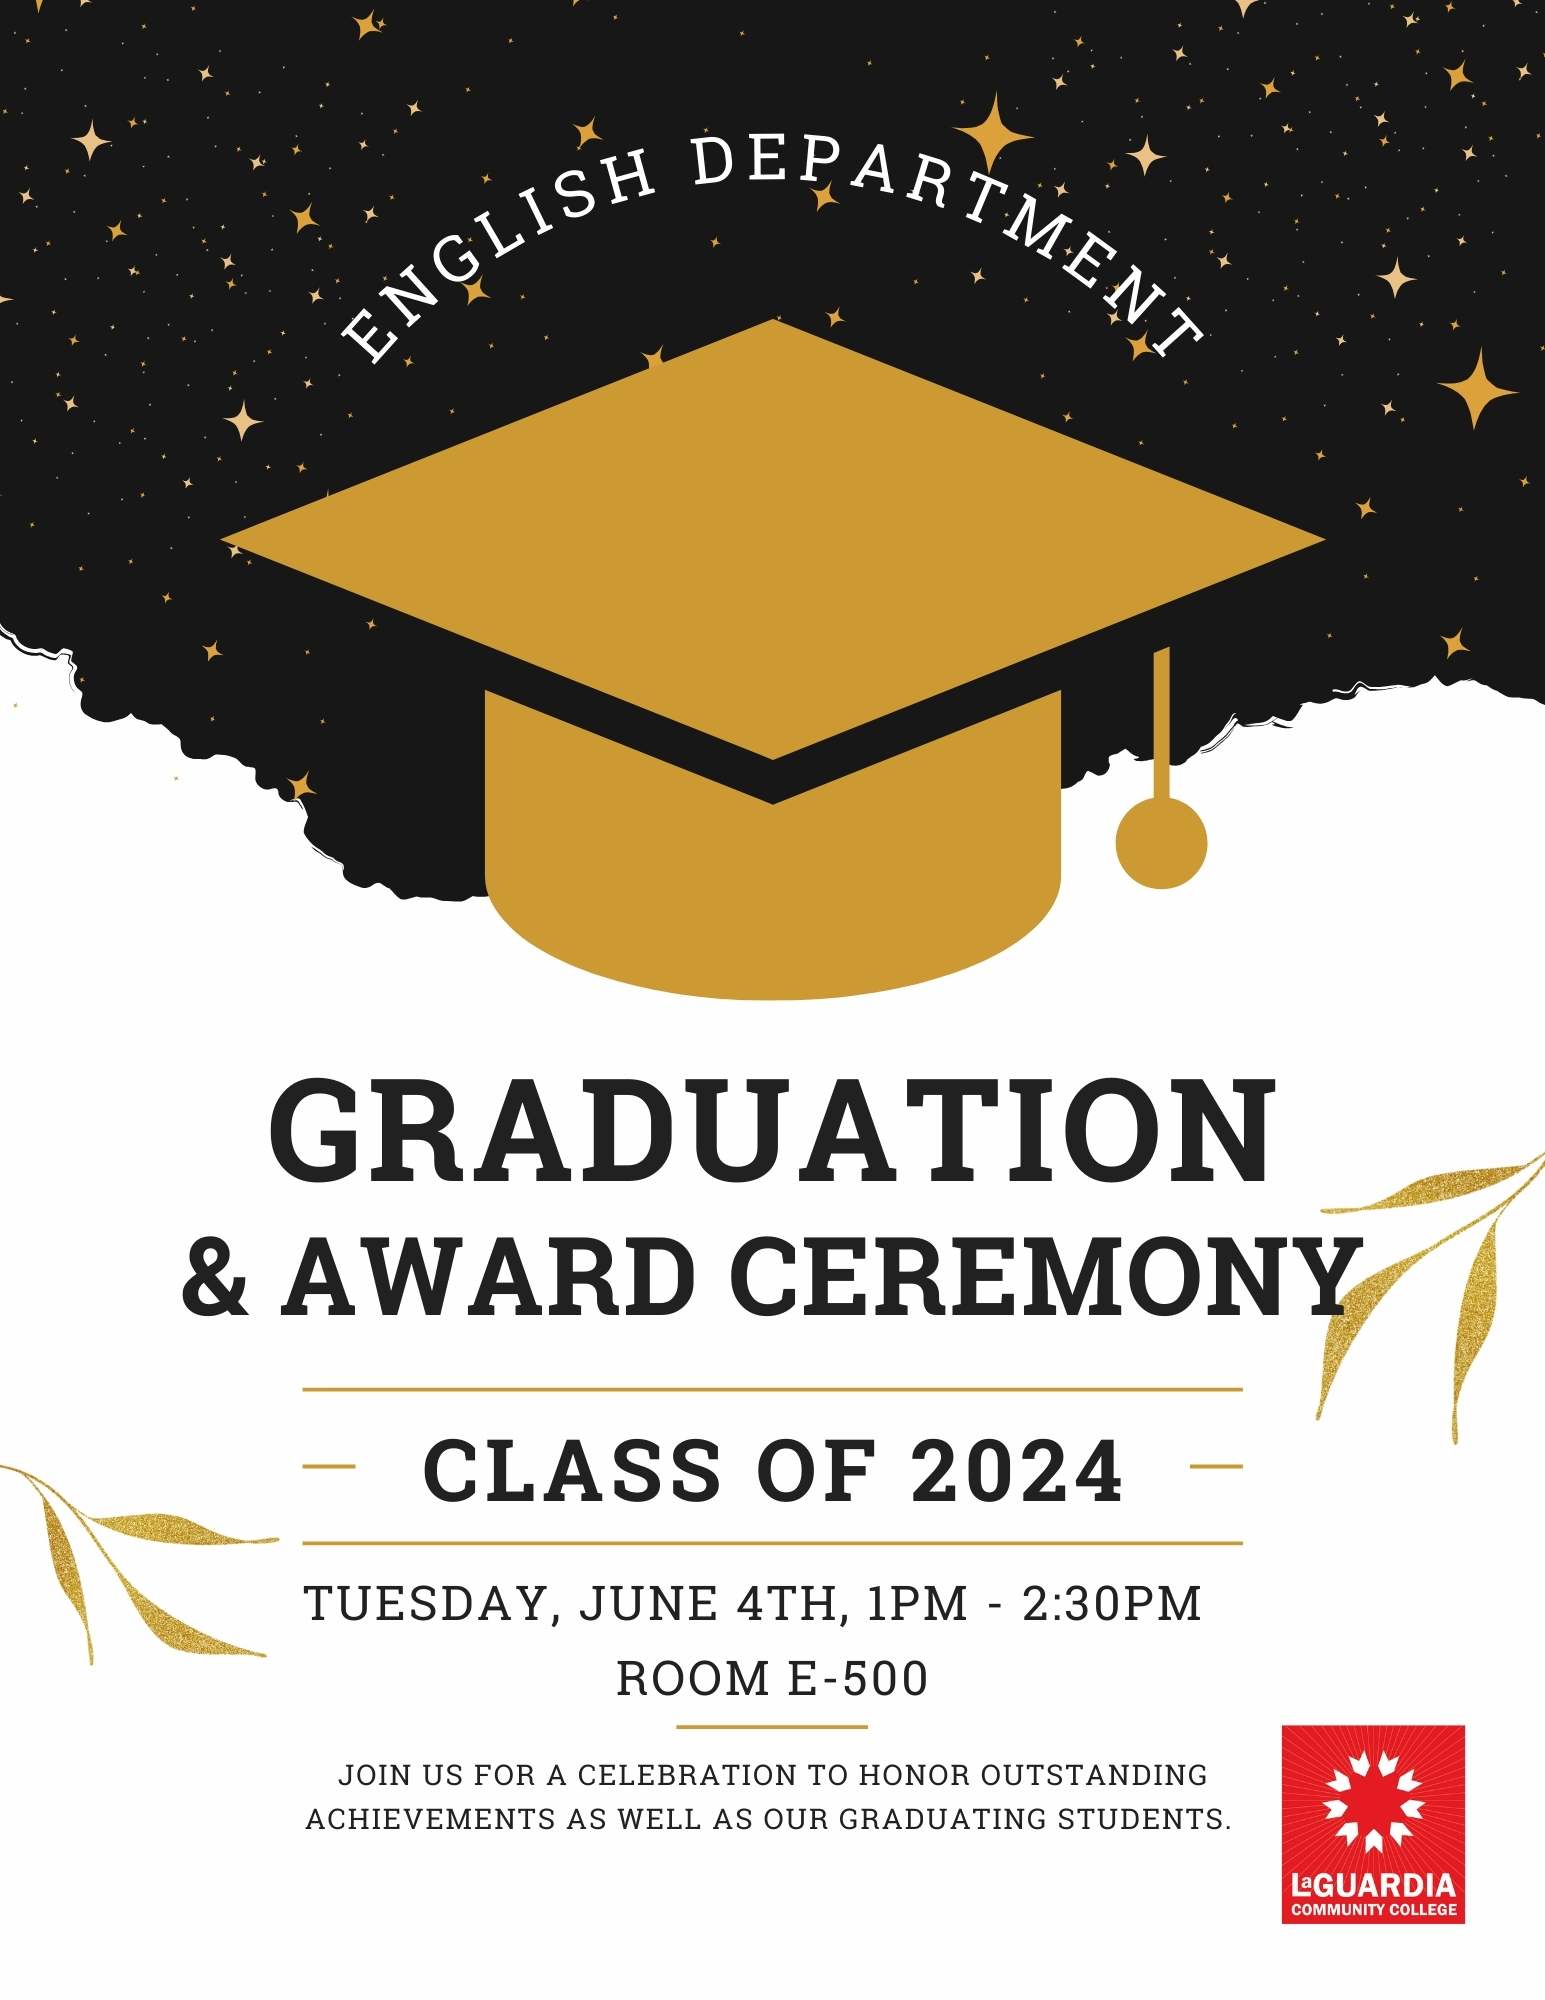 ENGLISH DEPARTMENT
GRADUATION
& AWARD CEREMONY
CLASS OF 2024
TUESDAY, JUNE 4TH, 1PM - 2:30PM
ROOM E-500
JOIN US FOR A CELEBRATION TO HONOR OUTSTANDING
ACHIEVEMENTS AS WELL AS OUR GRADUATING STUDENTS.
LaGUARDIA
COMMUNITY COLLEGE